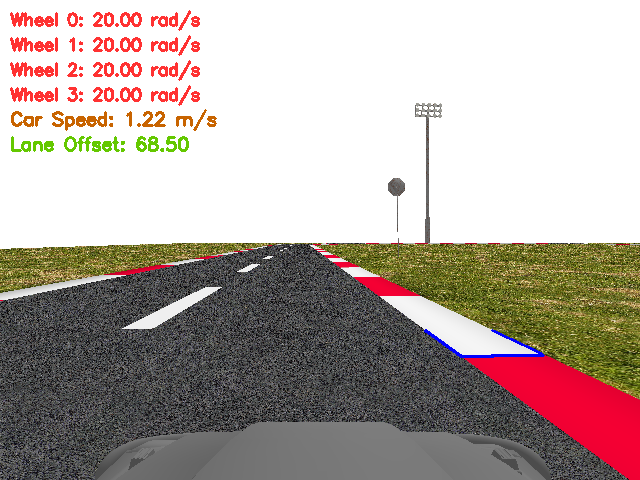 Wheel 0: 20.00 rad/s
Wheel 1: 20.00 rad/s
Wheel 2: 20.00 rad/s
Wheel 3: 20.00 rad/s
Car Speed: 1.22 m/s
Lane Offset: 68.50